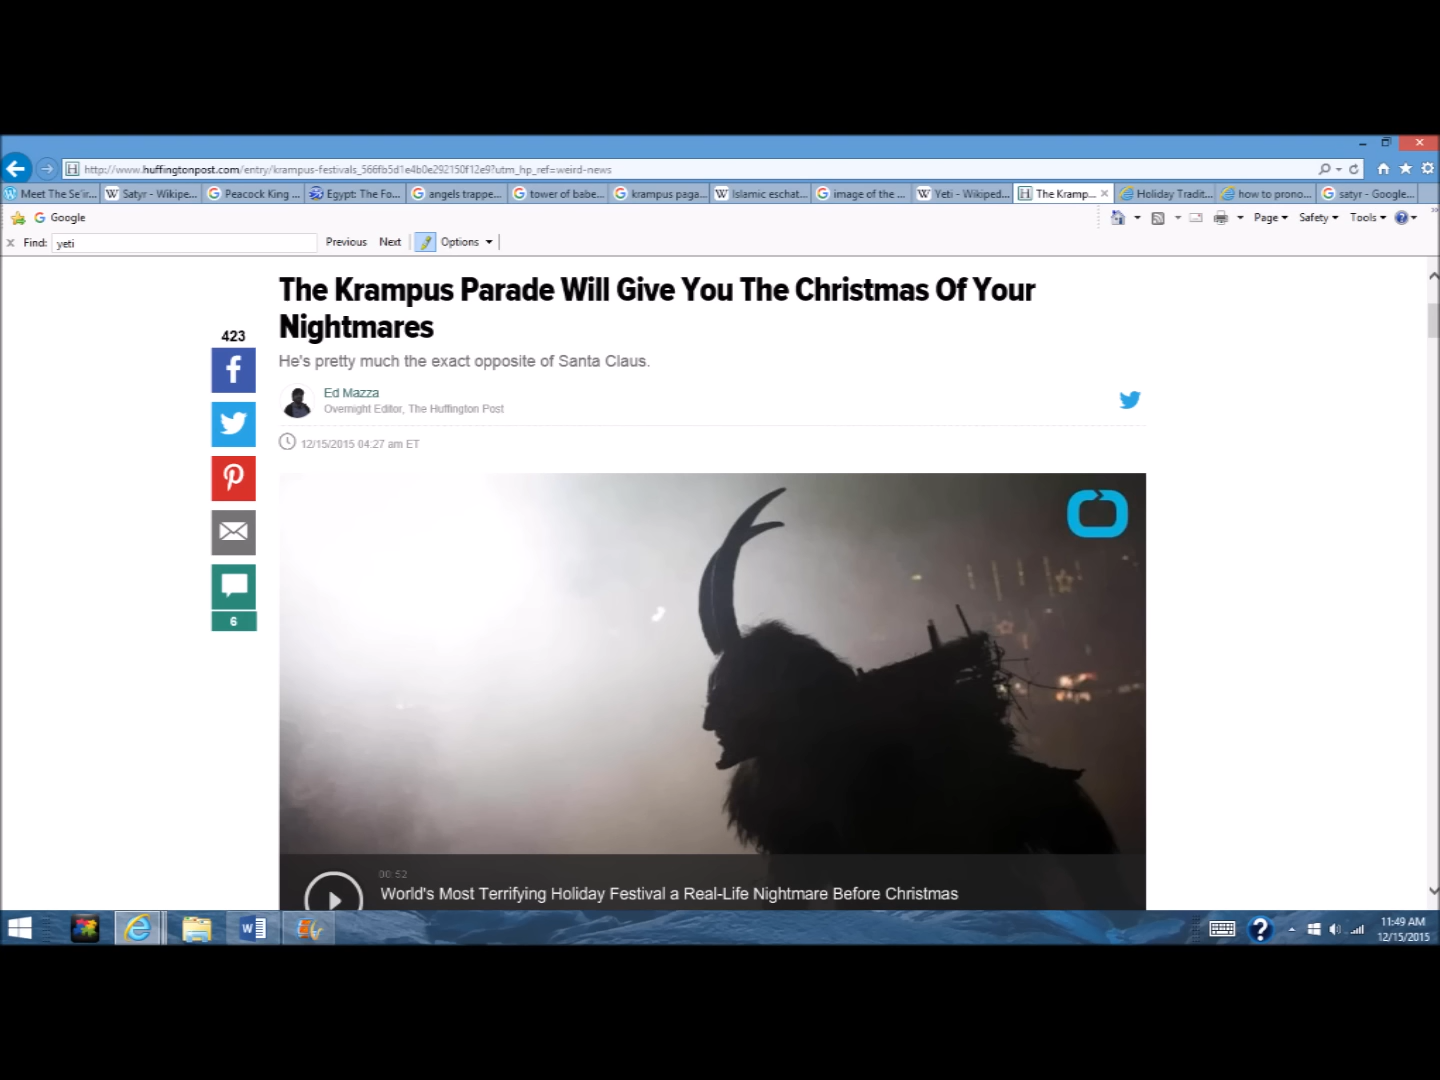 http://www.huffingtonpost.com/entry/krampus-festivals_566fb5d1e4b0e292150f12e9?utm_hp_ref=weird-news
Meet The Se'ir... Satyr - Wikipe... Peacock King ... Egypt: The Fo... angels trappe... tower of babe... krampus paga... Islamic eschat... image of the ... Yeti - Wikiped... The Kramp... Holiday Tradit... how to prono... satyr - Google...
Google Page Safety Tools
Find: yeti Previous Next Options
The Krampus Parade Will Give You The Christmas Of Your
Nightmares
He's pretty much the exact opposite of Santa Claus.
423
Ed Mazza
Overnight Editor, The Huffington Post
12/15/2015 04:27 am ET
6
00:52
World's Most Terrifying Holiday Festival a Real-Life Nightmare Before Christmas
11:49 AM
12/15/2015